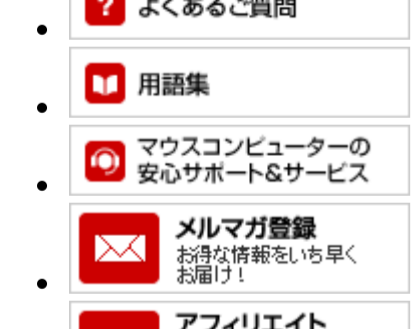 よくあるご質問
用語集
マウスコンピューターの
安心サポート&サービス
メルマガ登録
お得な情報をいち早く
お届け！
アフィリエイト